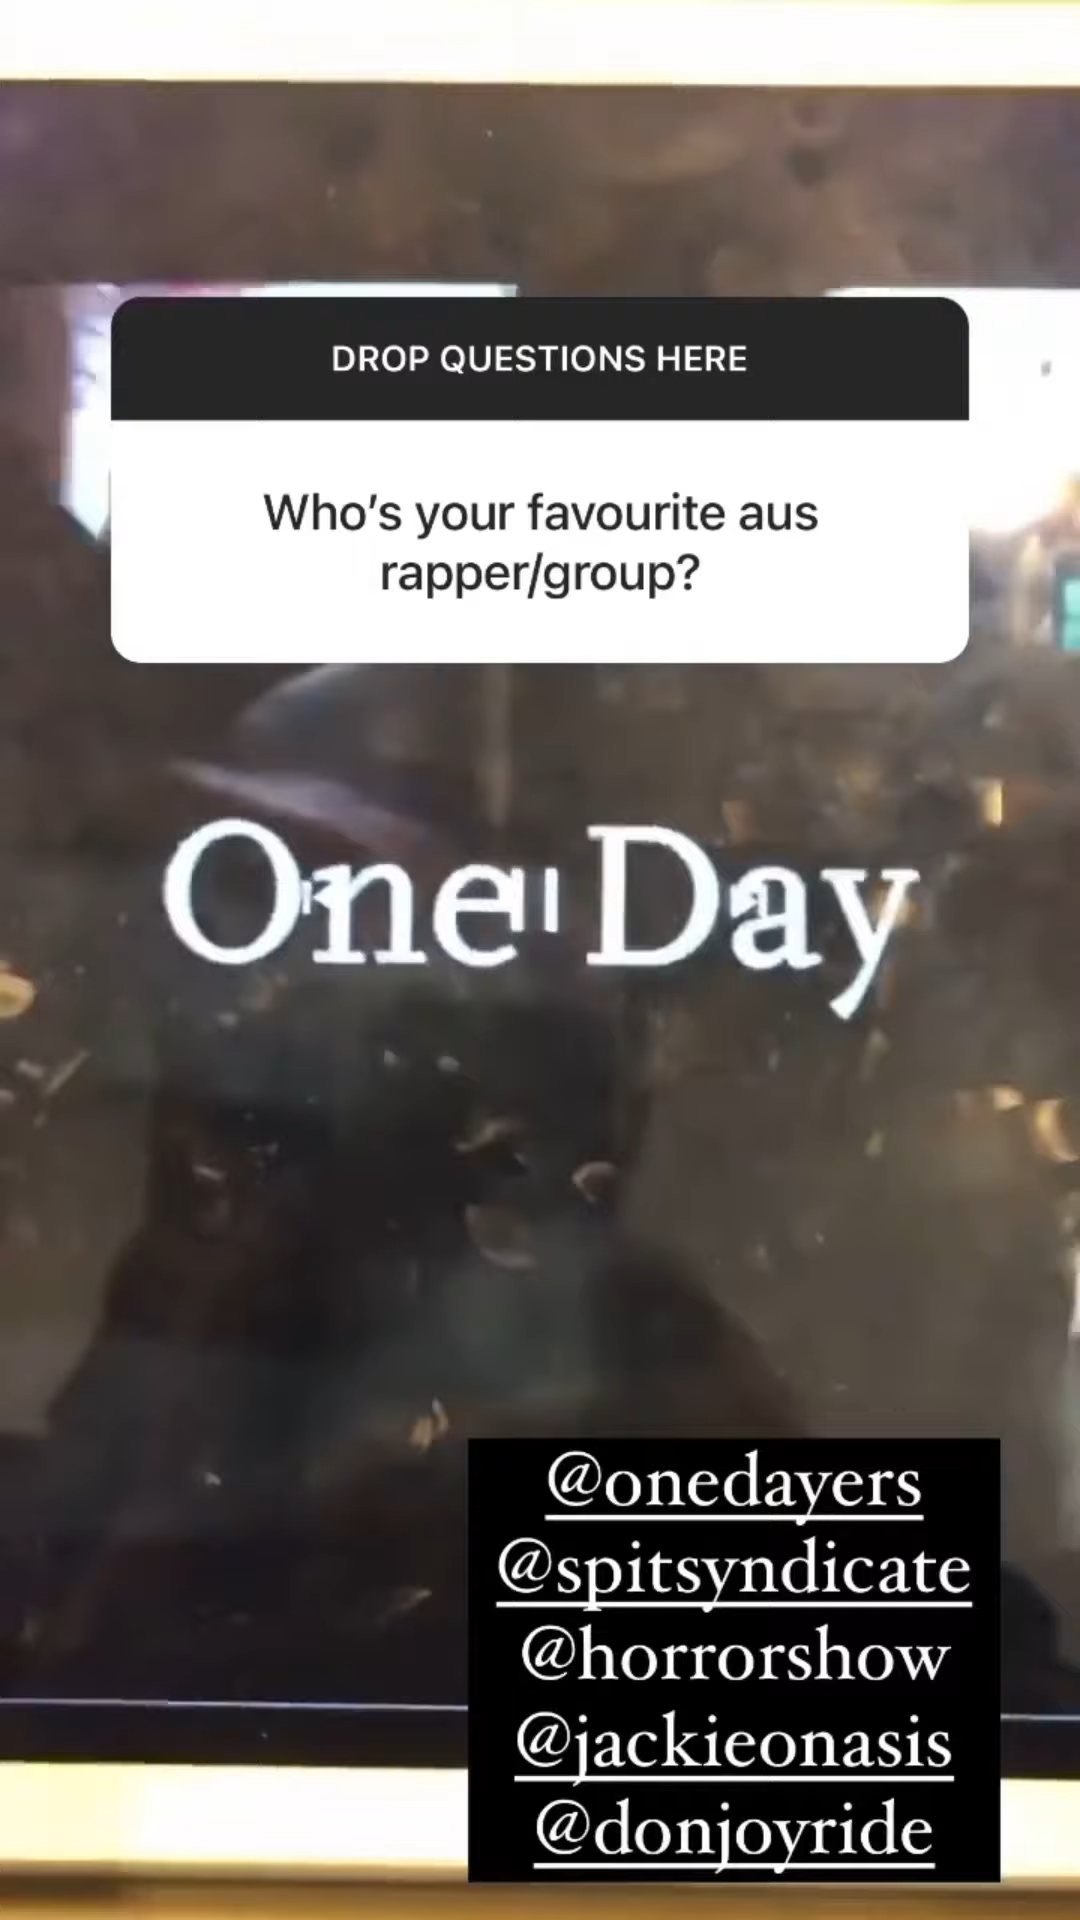 DROP QUESTIONS HERE
Who's your favourite aus
rapper/group?
One Day
@onedayers
@spitsyndicate
@horrorshow
@jackieonasis
@donjoyride